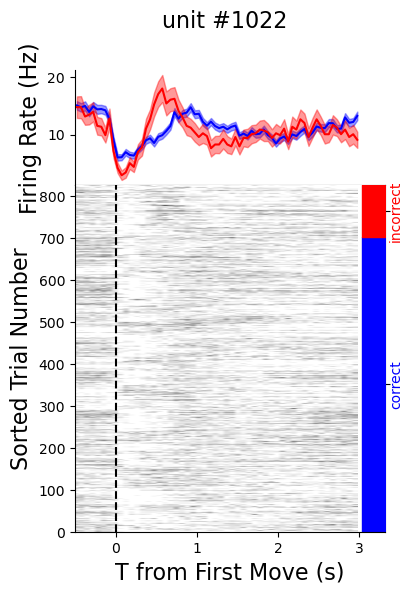 unit #1022
Firing Rate (Hz)
20
10
Sorted Trial Number
800
700
600
500
400
300
200
100
0
incorrect
correct
0 1 2 3
T from First Move (s)